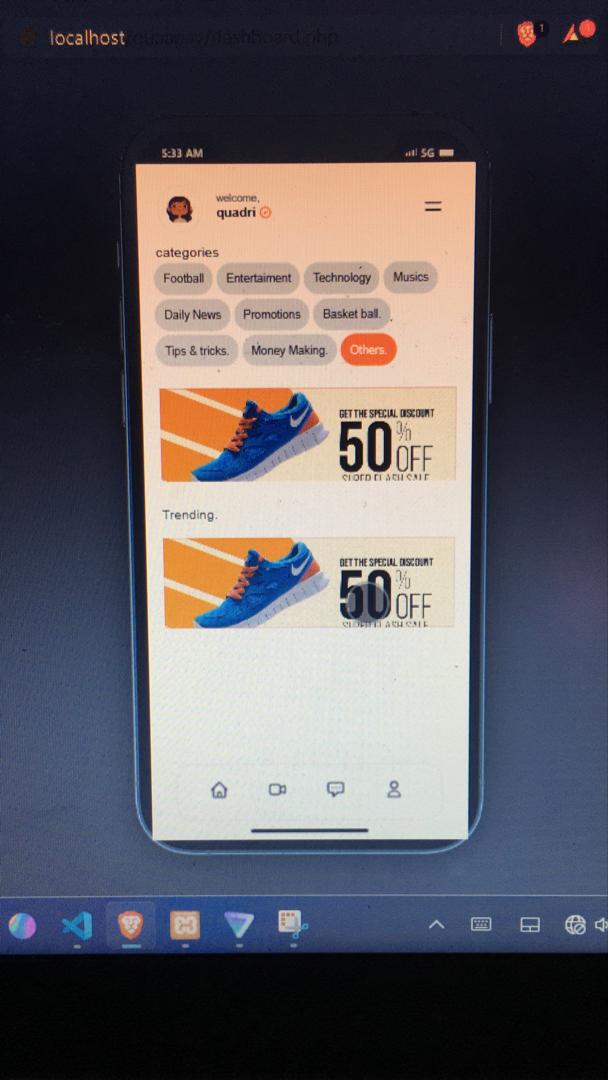 localhost/qubanav/dashboard.php
1
5:33 AM
5G
welcome,
quadri
categories
Football Entertaiment Technology Musics
Daily News Promotions Basket ball.
Tips & tricks. Money Making. Others.
GET THE SPECIAL DISCOUNT
50% OFF
SUPER FLASH SALE
Trending.
GET THE SPECIAL DISCOUNT
50% OFF
SUPER FLASH SALE